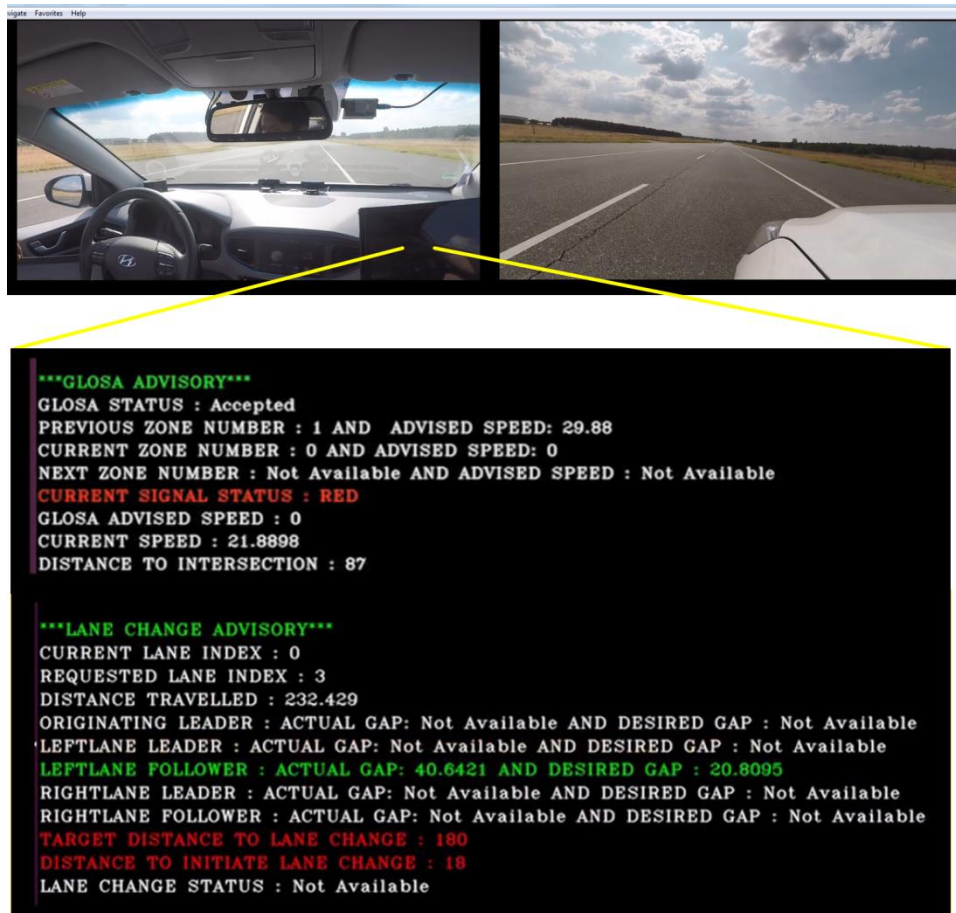 Favorites Help
***GLOSA ADVISORY***
GLOSA STATUS : Accepted
PREVIOUS ZONE NUMBER : 1 AND ADVISED SPEED: 29.88
CURRENT ZONE NUMBER : 0 AND ADVISED SPEED: 0
NEXT ZONE NUMBER : Not Available AND ADVISED SPEED : Not Available
CURRENT SIGNAL STATUS : RED
GLOSA ADVISED SPEED : 0
CURRENT SPEED : 21.8898
DISTANCE TO INTERSECTION : 87
***LANE CHANGE ADVISORY***
CURRENT LANE INDEX : 0
REQUESTED LANE INDEX : 3
DISTANCE TRAVELLED : 232.429
ORIGINATING LEADER : ACTUAL GAP: Not Available AND DESIRED GAP : Not Available
LEFTLANE LEADER : ACTUAL GAP: Not Available AND DESIRED GAP : Not Available
LEFTLANE FOLLOWER : ACTUAL GAP: 40.6421 AND DESIRED GAP : 20.8095
RIGHTLANE LEADER : ACTUAL GAP: Not Available AND DESIRED GAP : Not Available
RIGHTLANE FOLLOWER : ACTUAL GAP: Not Available AND DESIRED GAP : Not Available
TARGET DISTANCE TO LANE CHANGE : 180
DISTANCE TO INITIATE LANE CHANGE : 18
LANE CHANGE STATUS : Not Available